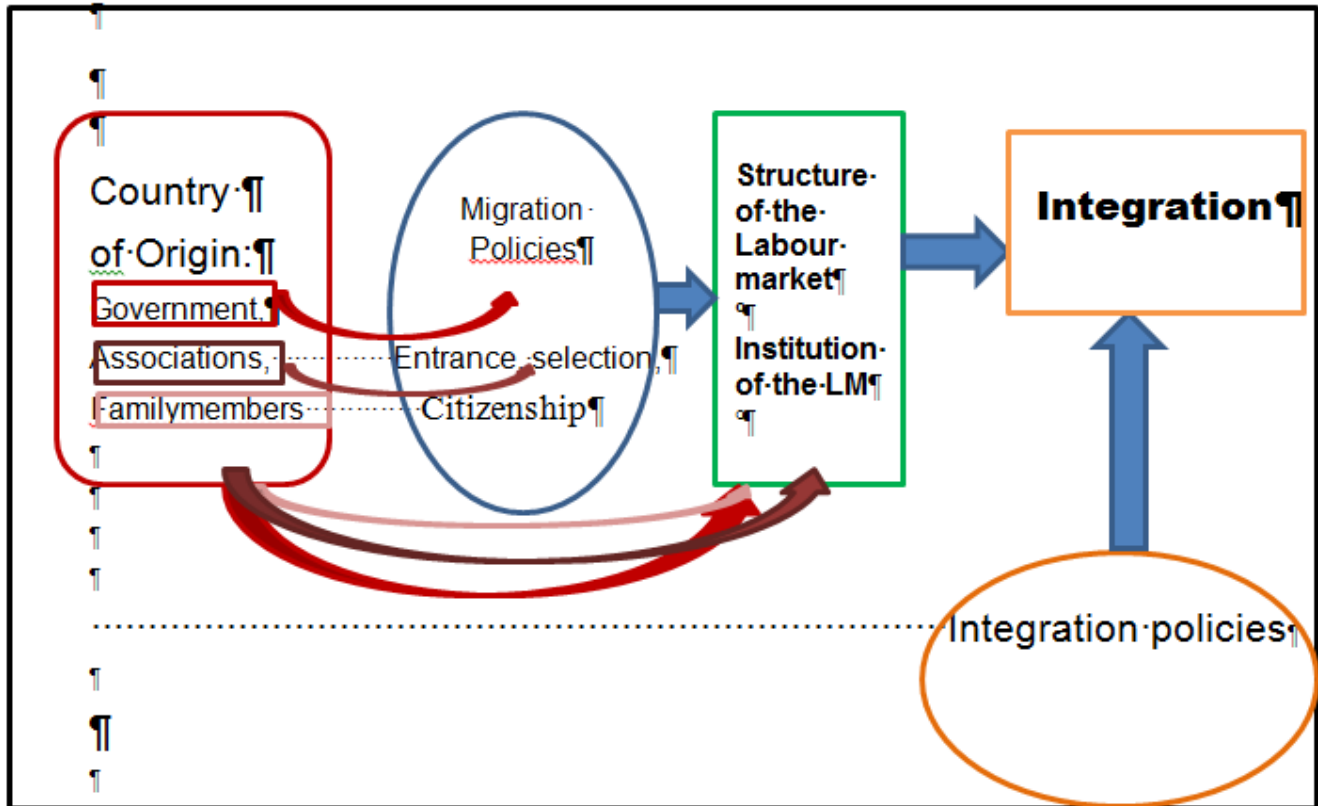 Country
of Origin:
Government,
Associations,
Familymembers
Migration
Policies
Entrance, selection,
Citizenship
Structure
of the
Labour
market
Institution
of the LM
Integration
Integration policies